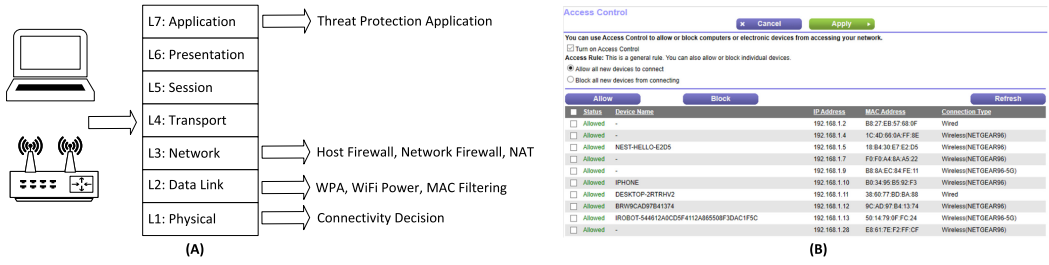 L7: Application
Threat Protection Application
L6: Presentation
L5: Session
L4: Transport
L3: Network
Host Firewall, Network Firewall, NAT
L2: Data Link
WPA, WiFi Power, MAC Filtering
L1: Physical
Connectivity Decision
(A)
Access Control
x Cancel
Apply
You can use Access Control to allow or block computers or electronic devices from accessing your network.
Turn on Access Control
Access Rule: This is a general rule. You can also allow or block individual devices.
Allow all new devices to connect
Block all new devices from connecting
Allow Block Refresh
Status Device Name IP Address MAC Address Connection Type
Allowed - 192.168.1.2 B8:27:EB:57:68:0F Wired
Allowed - 192.168.1.4 1C:4D:66:0A:FF:8E Wireless(NETGEAR96)
Allowed NEST-HELLO-E2D5 192.168.1.5 18:B4:30:E7:E2:D5 Wireless(NETGEAR96)
Allowed - 192.168.1.7 F0:F0:A4:8A:A5:22 Wireless(NETGEAR96)
Allowed - 192.168.1.9 B8:8A:EC:84:FE:11 Wireless(NETGEAR96-5G)
Allowed IPHONE 192.168.1.10 B0:34:95:B5:92:F3 Wireless(NETGEAR96)
Allowed DESKTOP-2RTRHV2 192.168.1.11 38:60:77:BD:BA:88 Wired
Allowed BRW9CAD97B41374 192.168.1.12 9C:AD:97:B4:13:74 Wireless(NETGEAR96)
Allowed IROBOT-544612A0CD5F4112A865508F3DAC1F5C 192.168.1.13 50:14:79:0F:FC:24 Wireless(NETGEAR96-5G)
Allowed - 192.168.1.28 E8:61:7E:F2:FF:CF Wireless(NETGEAR96)
(B)